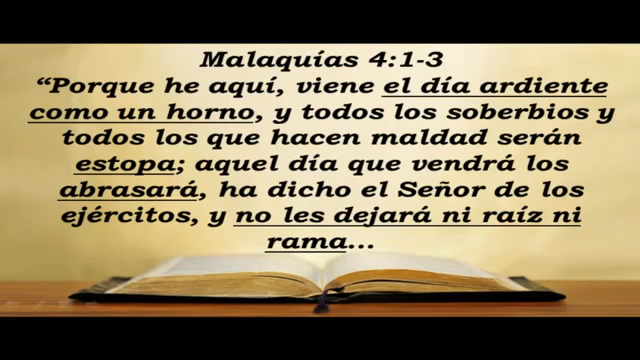 Malaquías 4:1-3
“Porque he aquí, viene el día ardiente
como un horno, y todos los soberbios y
todos los que hacen maldad serán
estopa; aquel día que vendrá los
abrasará, ha dicho el Señor de los
ejércitos, y no les dejará ni raíz ni
rama...